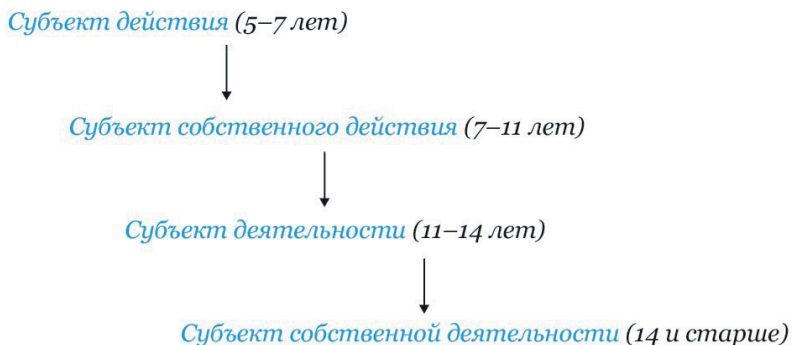 Субъект действия (5–7 лет)
Субъект собственного действия (7–11 лет)
Субъект деятельности (11–14 лет)
Субъект собственной деятельности (14 и старше)